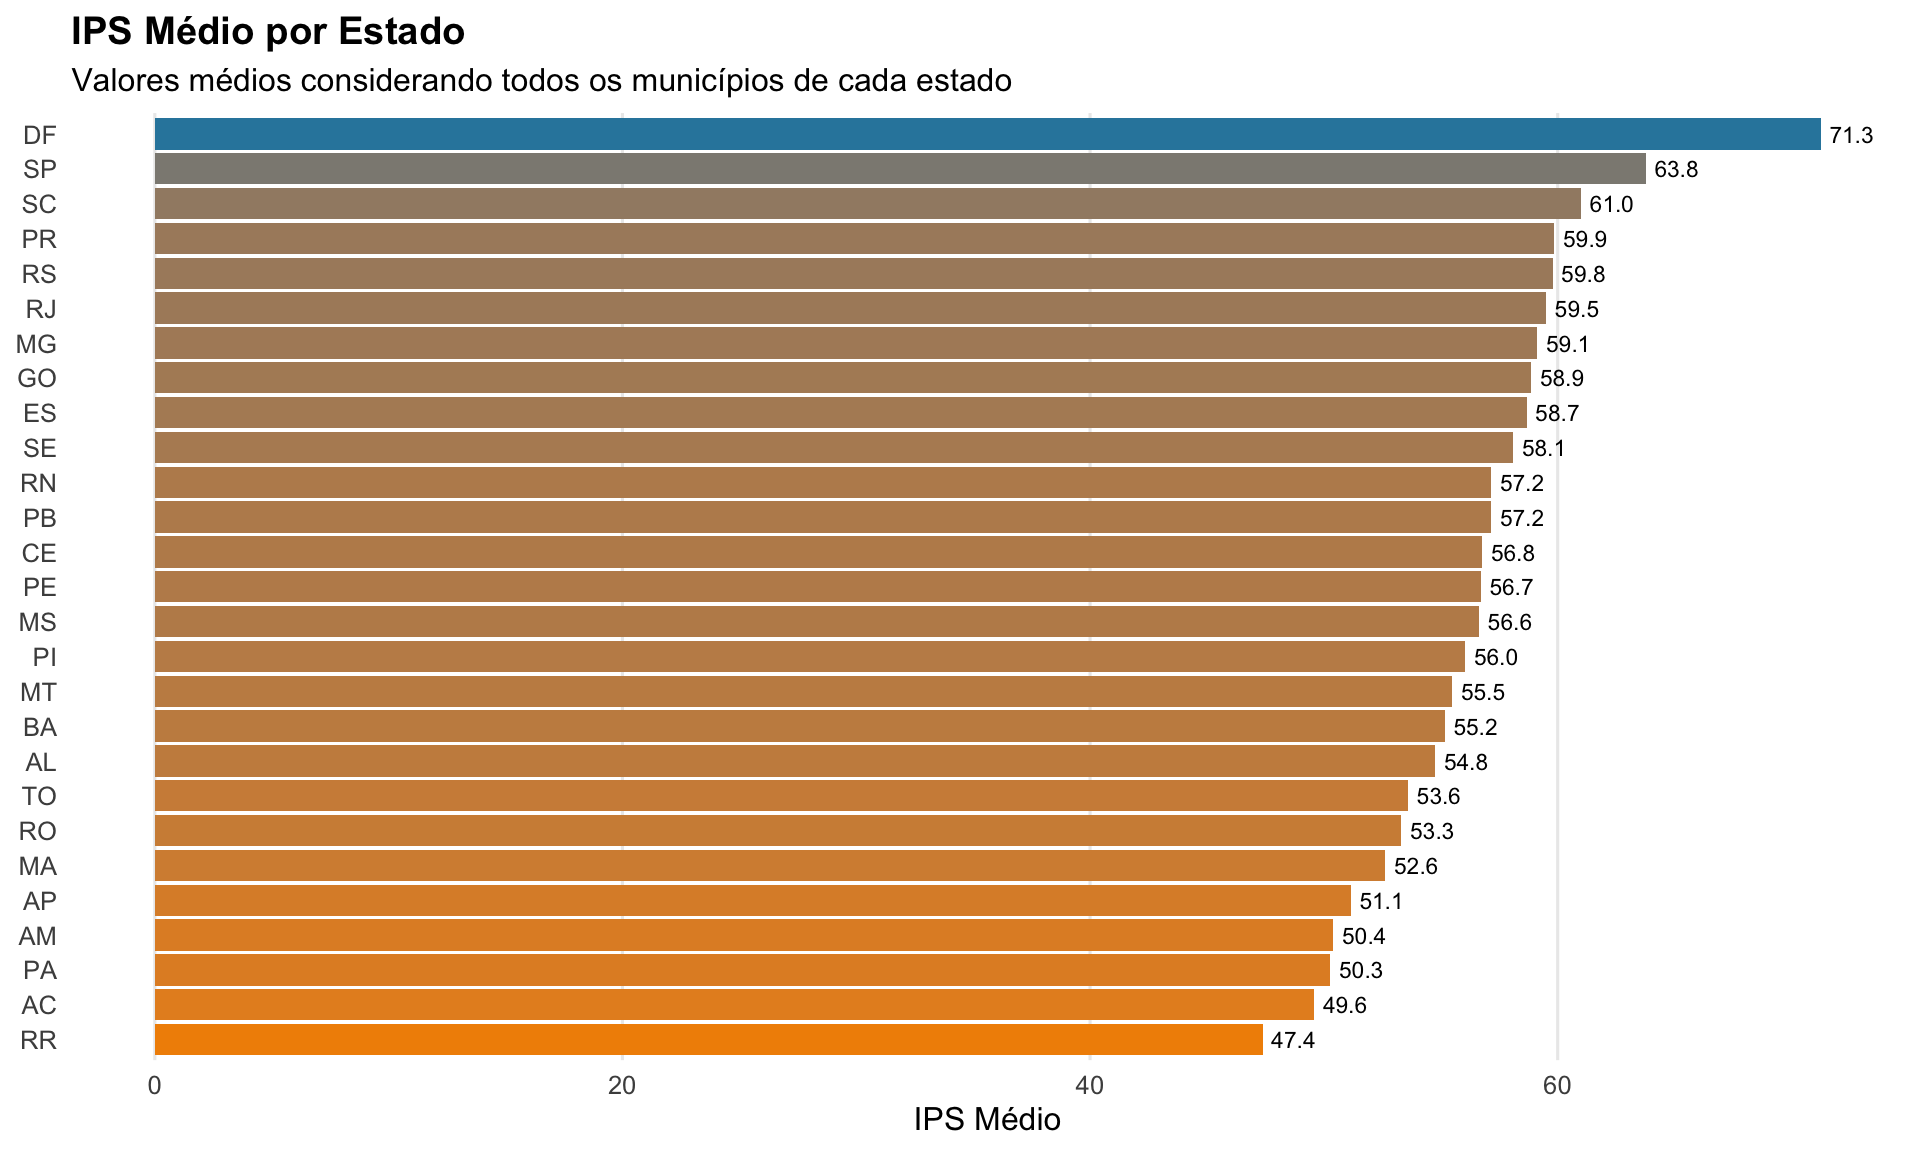 IPS Médio por Estado
Valores médios considerando todos os municípios de cada estado
DF 71.3
SP 63.8
SC 61.0
PR 59.9
RS 59.8
RJ 59.5
MG 59.1
GO 58.9
ES 58.7
SE 58.1
RN 57.2
PB 57.2
CE 56.8
PE 56.7
MS 56.6
PI 56.0
MT 55.5
BA 55.2
AL 54.8
TO 53.6
RO 53.3
MA 52.6
AP 51.1
AM 50.4
PA 50.3
AC 49.6
RR 47.4
0 20 40 60
IPS Médio